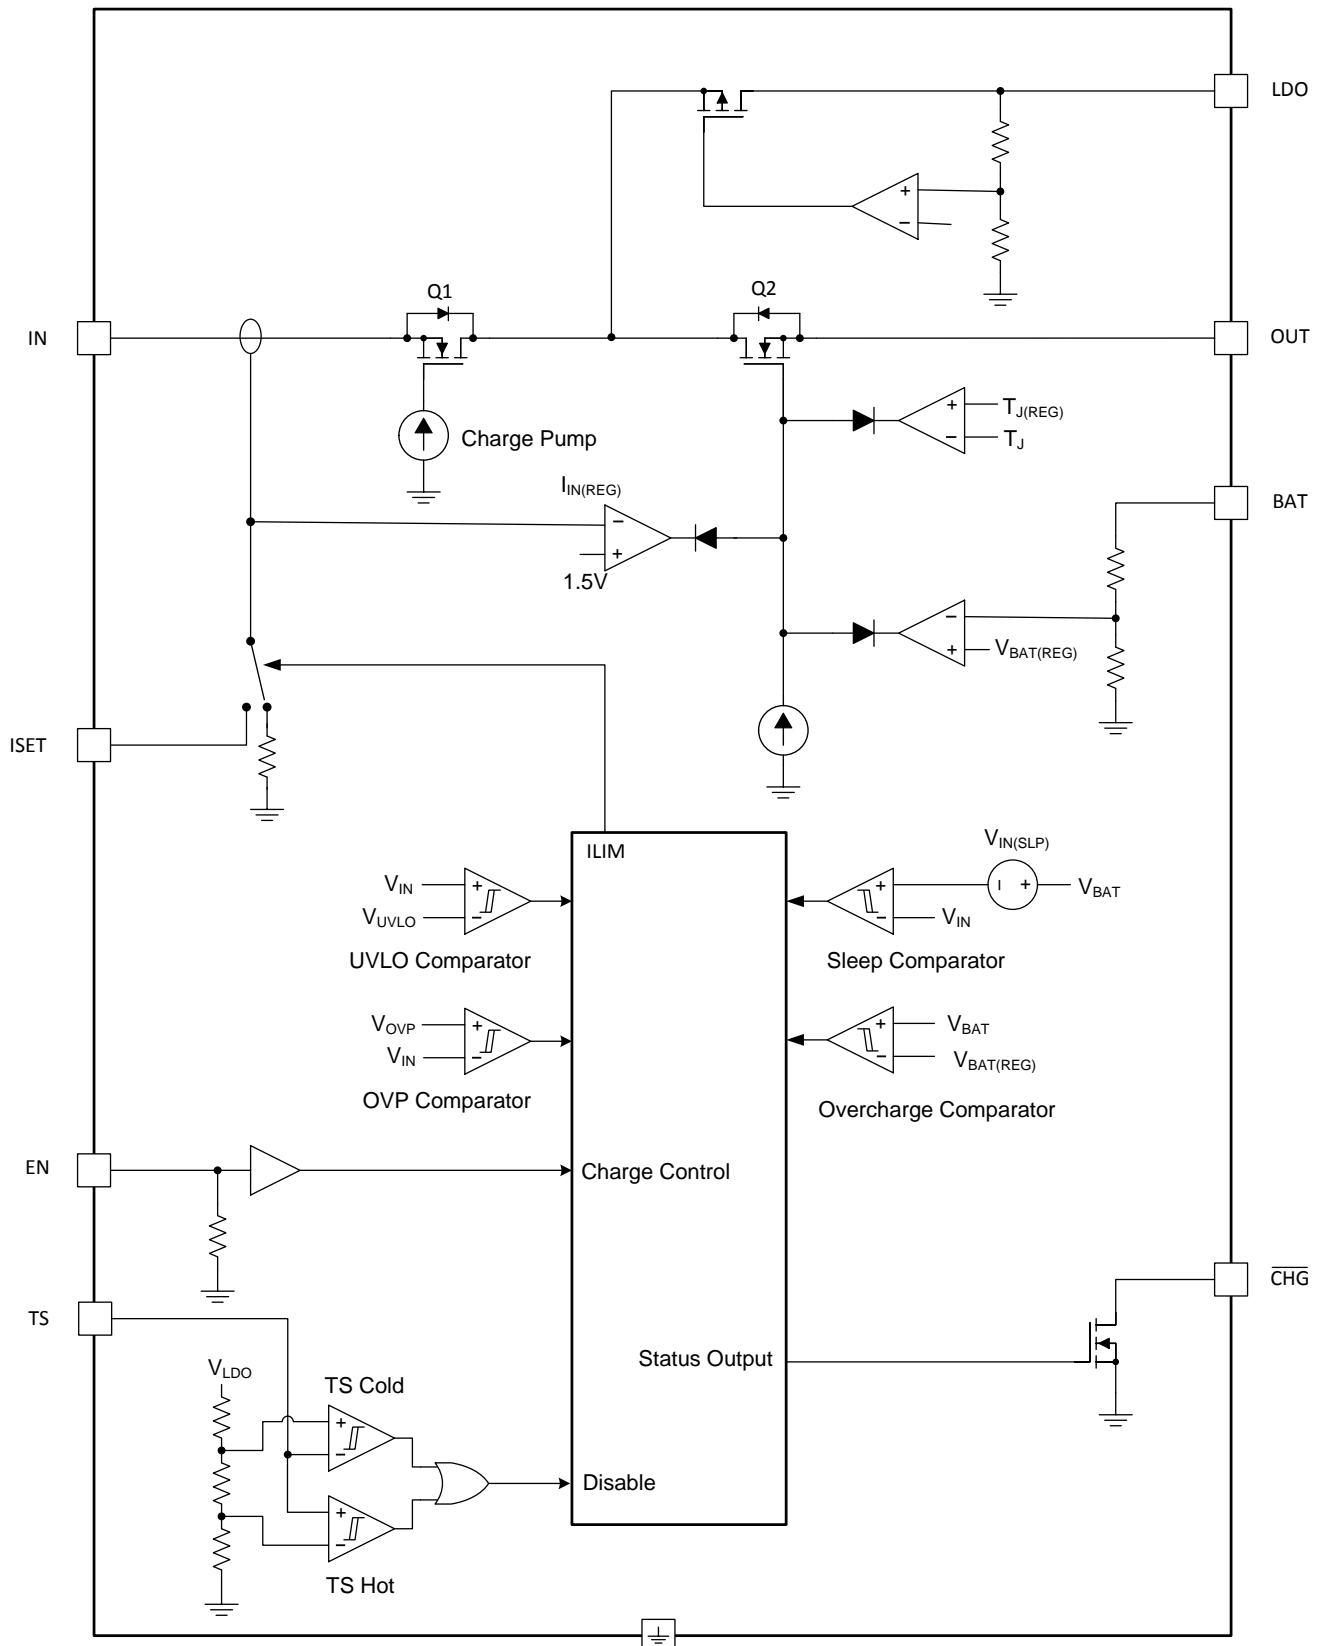 LDO
Q1
Q2
IN
OUT
+
−
Charge Pump
+
−
T_J(REG)
T_J
I_IN(REG)
−
+
1.5V
BAT
−
+
V_BAT(REG)
ISET
ILIM
V_IN
V_UVLO
+
−
UVLO Comparator
V_IN(SLP)
+
−
− +
V_BAT
V_IN
Sleep Comparator
V_OVP
V_IN
+
−
OVP Comparator
+
−
V_BAT
V_BAT(REG)
Overcharge Comparator
EN
Charge Control
CHG
TS
Status Output
V_LDO
TS Cold
+
−
Disable
+
−
TS Hot